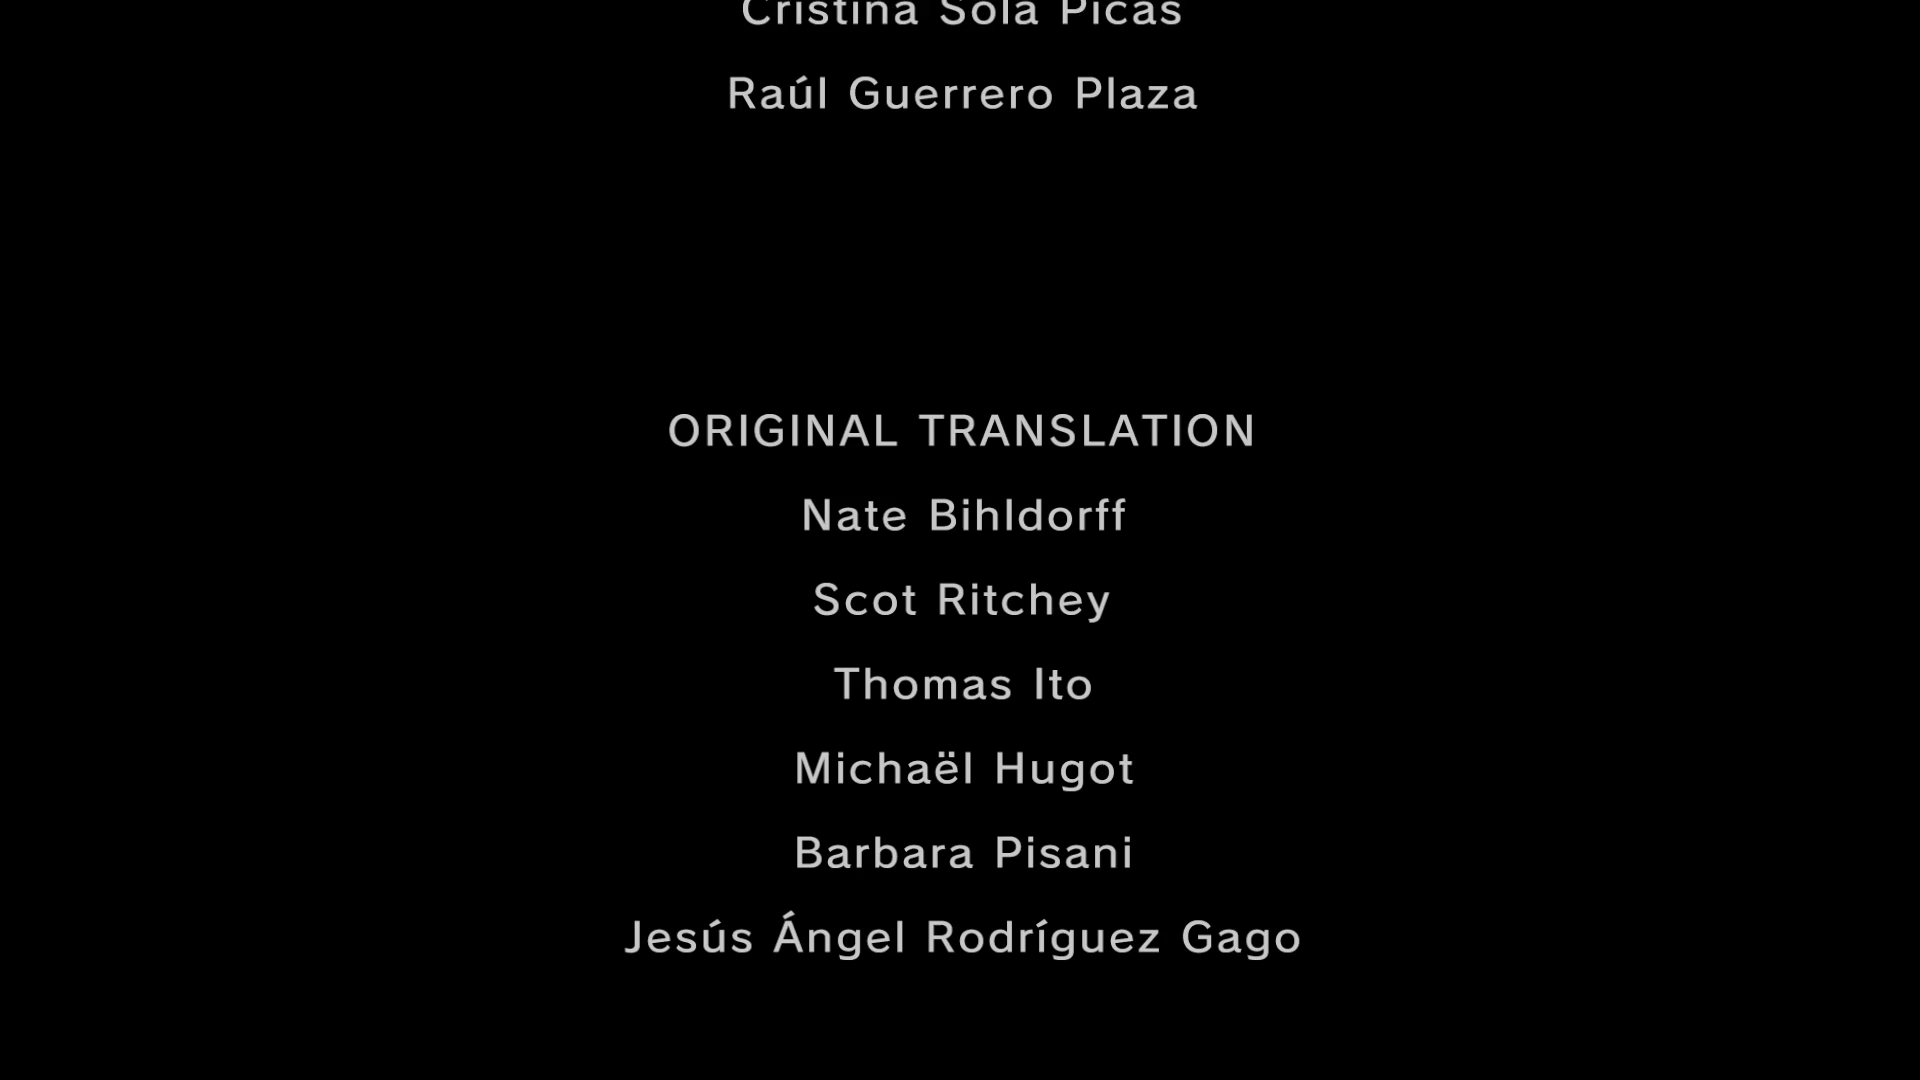 Cristina Sola Picas
Raúl Guerrero Plaza
ORIGINAL TRANSLATION
Nate Bihldorff
Scot Ritchey
Thomas Ito
Michaël Hugot
Barbara Pisani
Jesús Ángel Rodríguez Gago